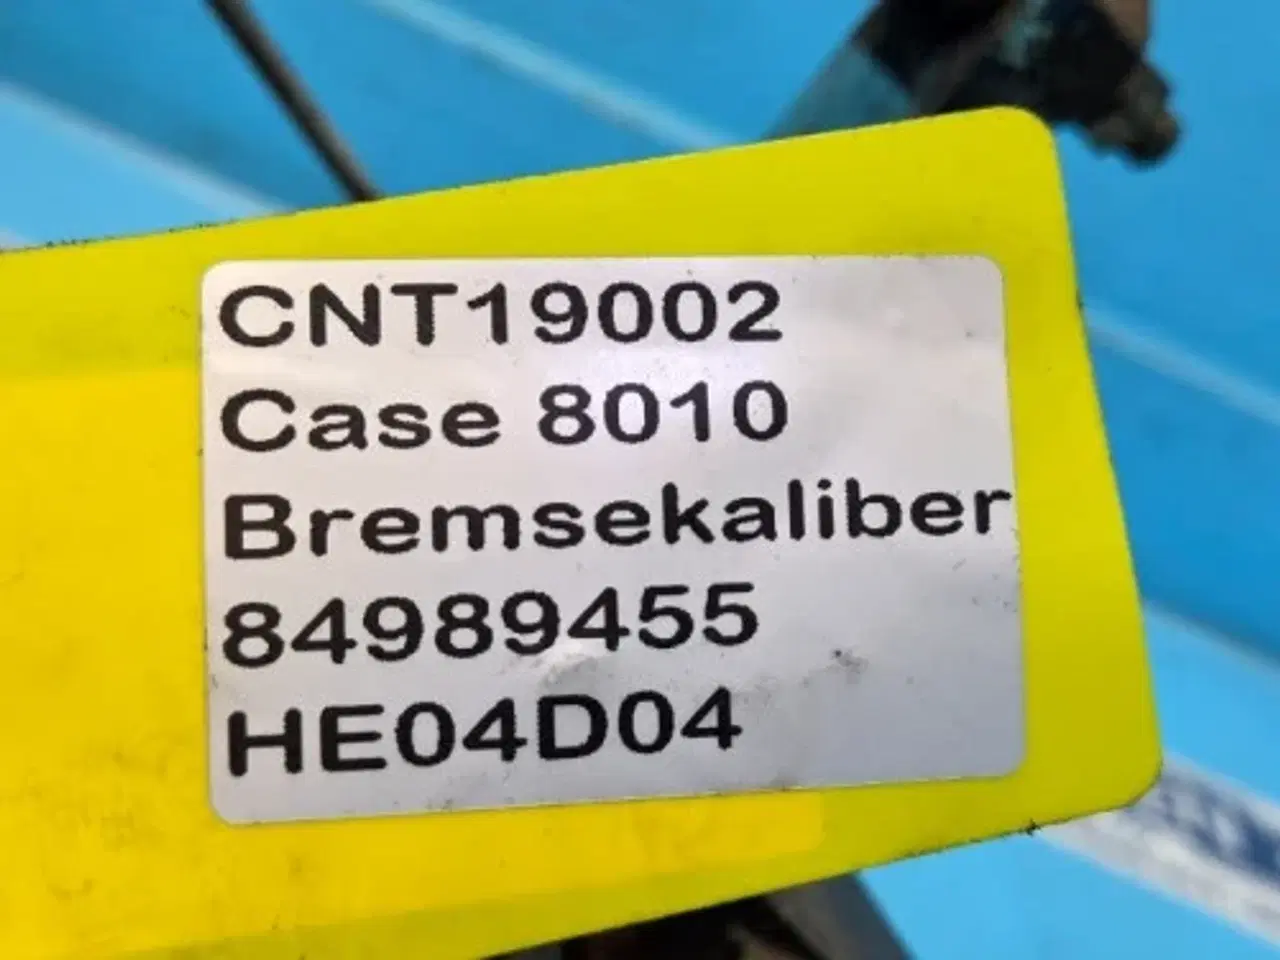 CNT19002
Case 8010
Bremsekaliber
84989455
HE04D04